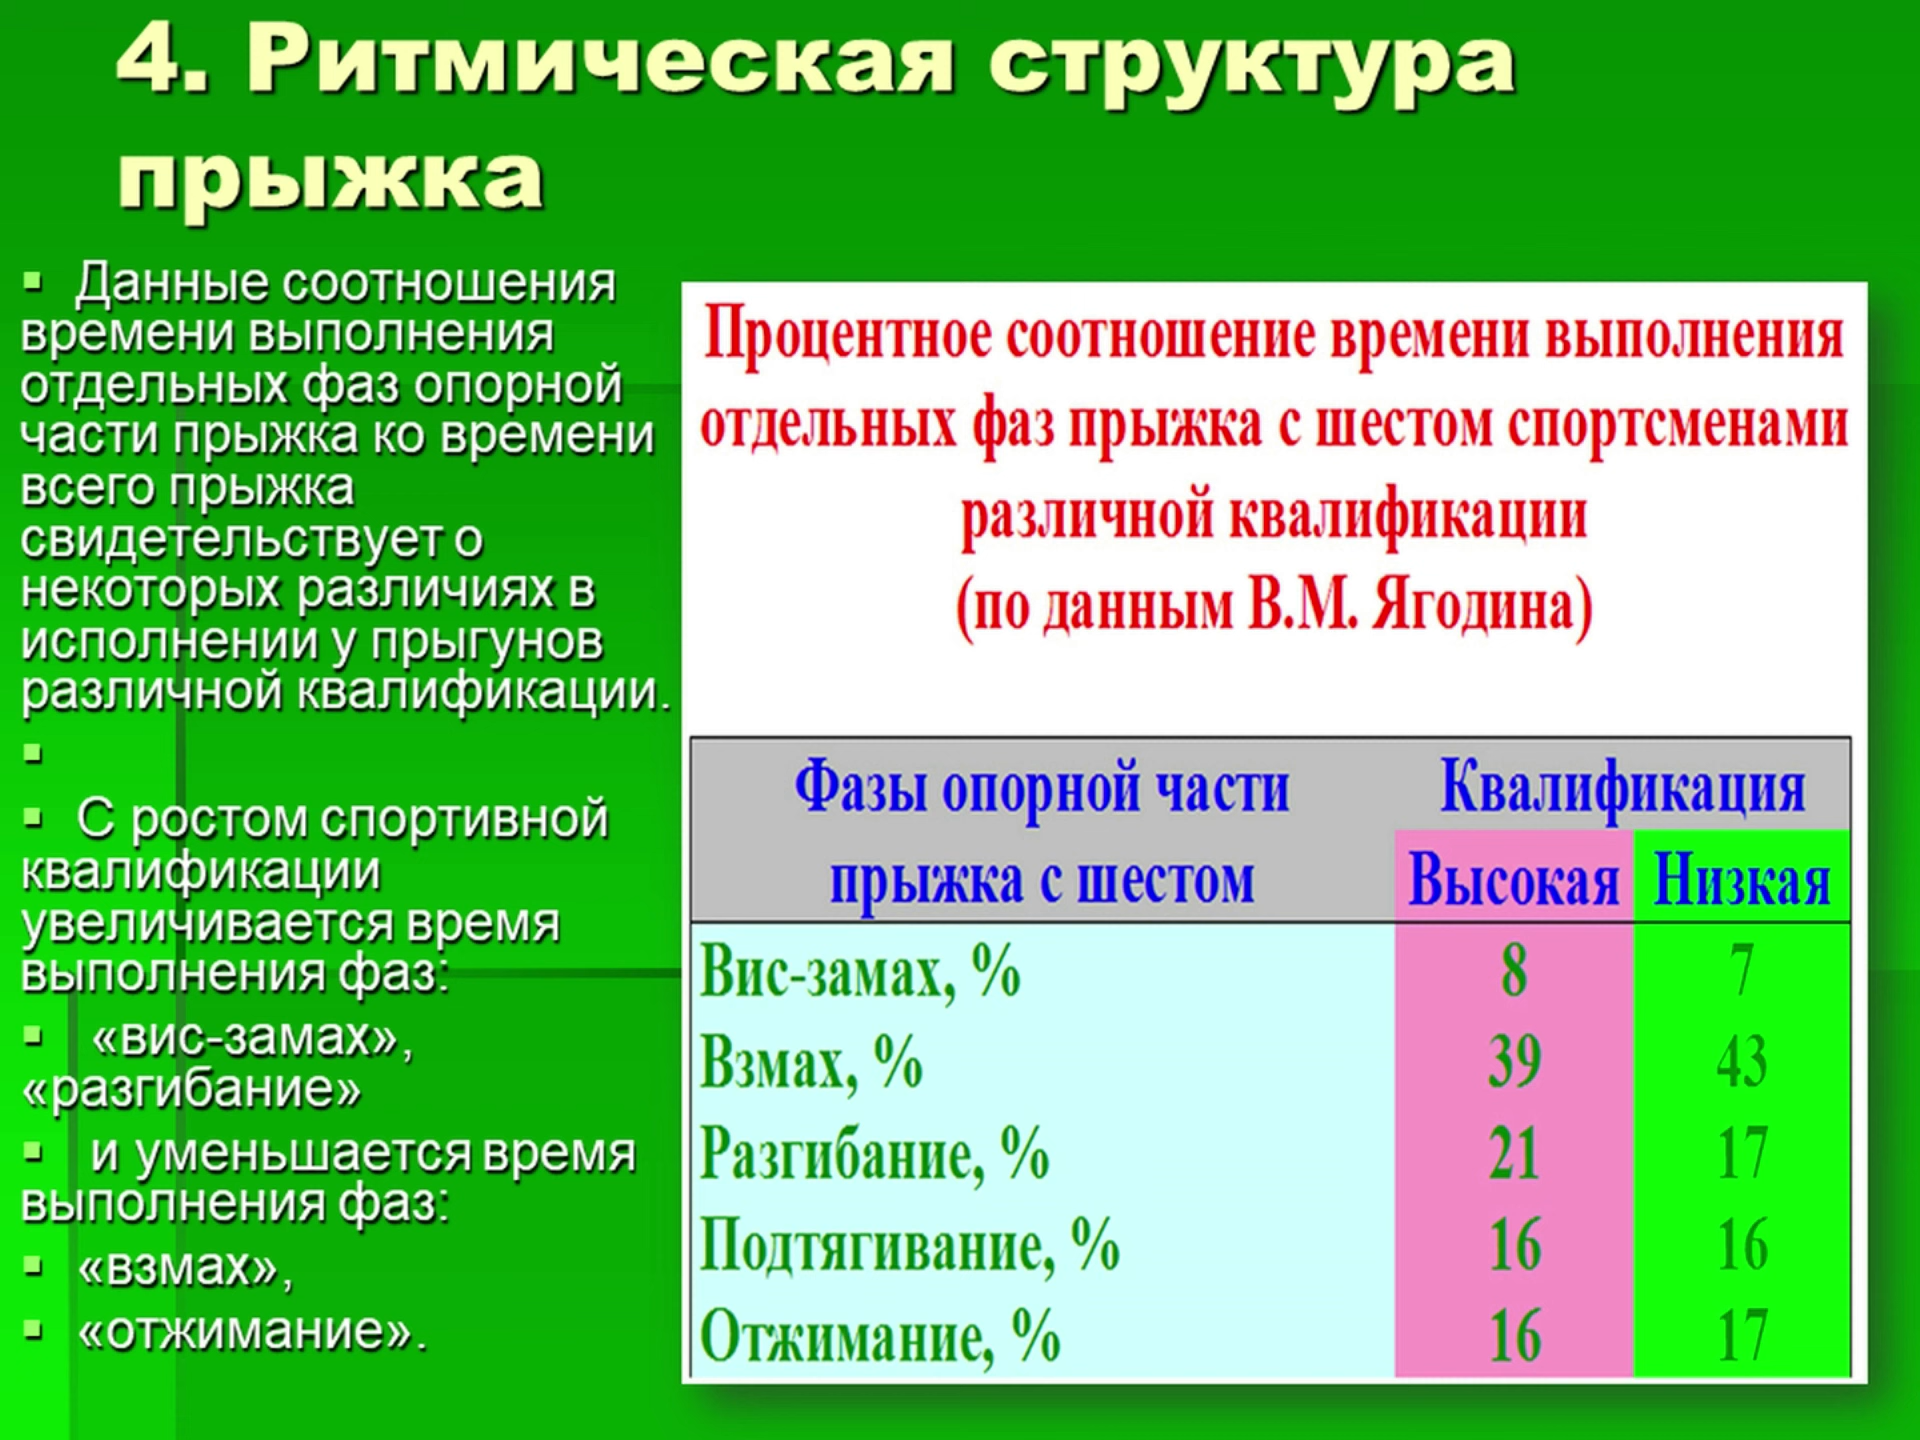 4. Ритмическая структура
прыжка
▪ Данные соотношения
времени выполнения
отдельных фаз опорной
части прыжка ко времени
всего прыжка
свидетельствует о
некоторых различиях в
исполнении у прыгунов
различной квалификации.
▪
▪ С ростом спортивной
квалификации
увеличивается время
выполнения фаз:
▪ «вис-замах»,
«разгибание»
▪ и уменьшается время
выполнения фаз:
▪ «взмах»,
▪ «отжимание».
Процентное соотношение времени выполнения
отдельных фаз прыжка с шестом спортсменами
различной квалификации
(по данным В.М. Ягодина)
Фазы опорной части
прыжка с шестом
Квалификация
Высокая Низкая
Вис-замах, % 8 7
Взмах, % 39 43
Разгибание, % 21 17
Подтягивание, % 16 16
Отжимание, % 16 17